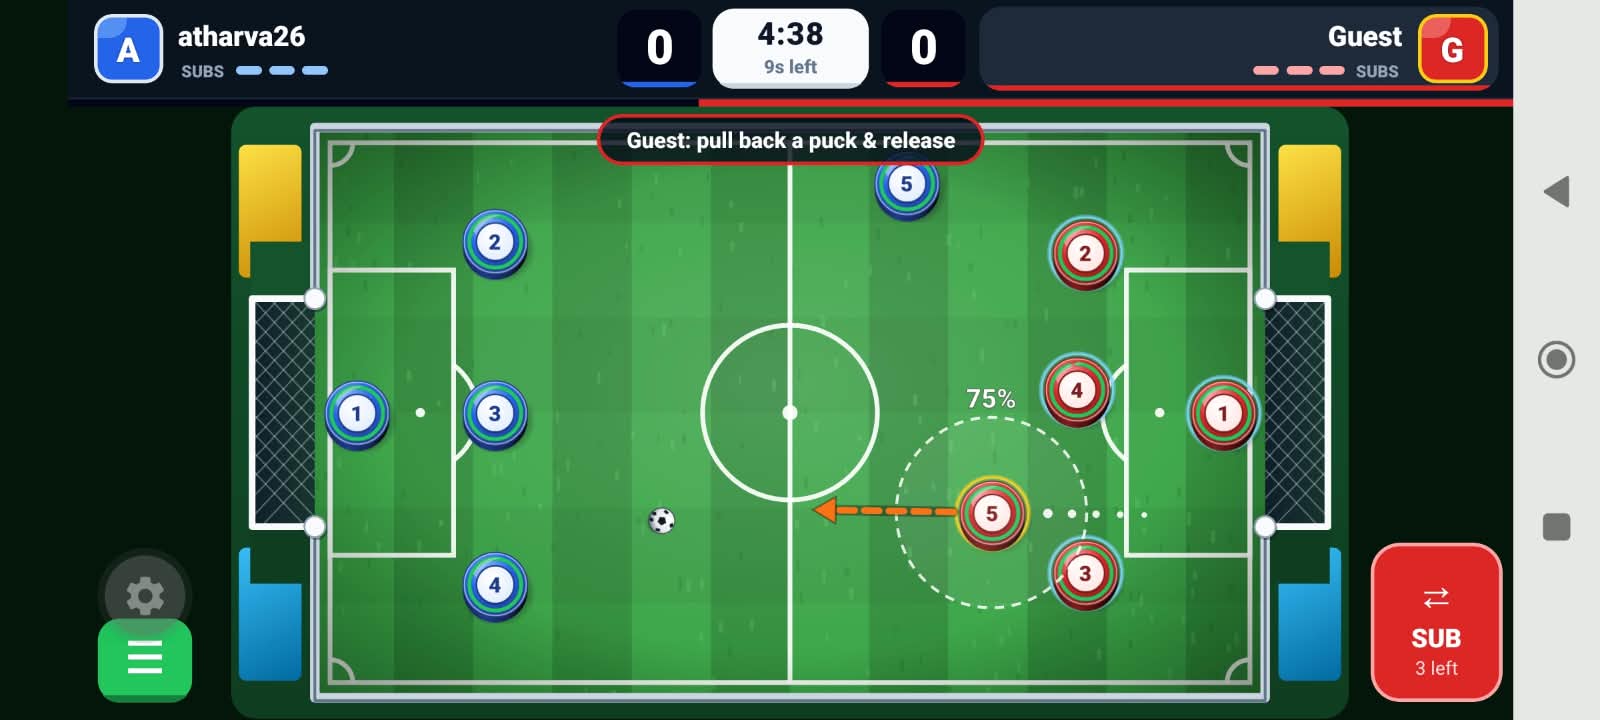 A
atharva26
SUBS
0
4:38
9s left
0
Guest
SUBS
G
Guest: pull back a puck & release
5
2
2
4
75%
1
3
1
5
4
3
SUB
3 left